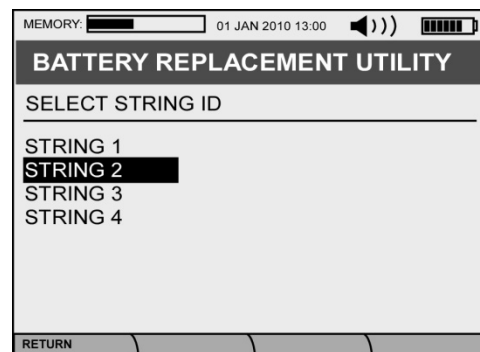 MEMORY: 01 JAN 2010 13:00
BATTERY REPLACEMENT UTILITY
SELECT STRING ID
STRING 1
STRING 2
STRING 3
STRING 4
RETURN